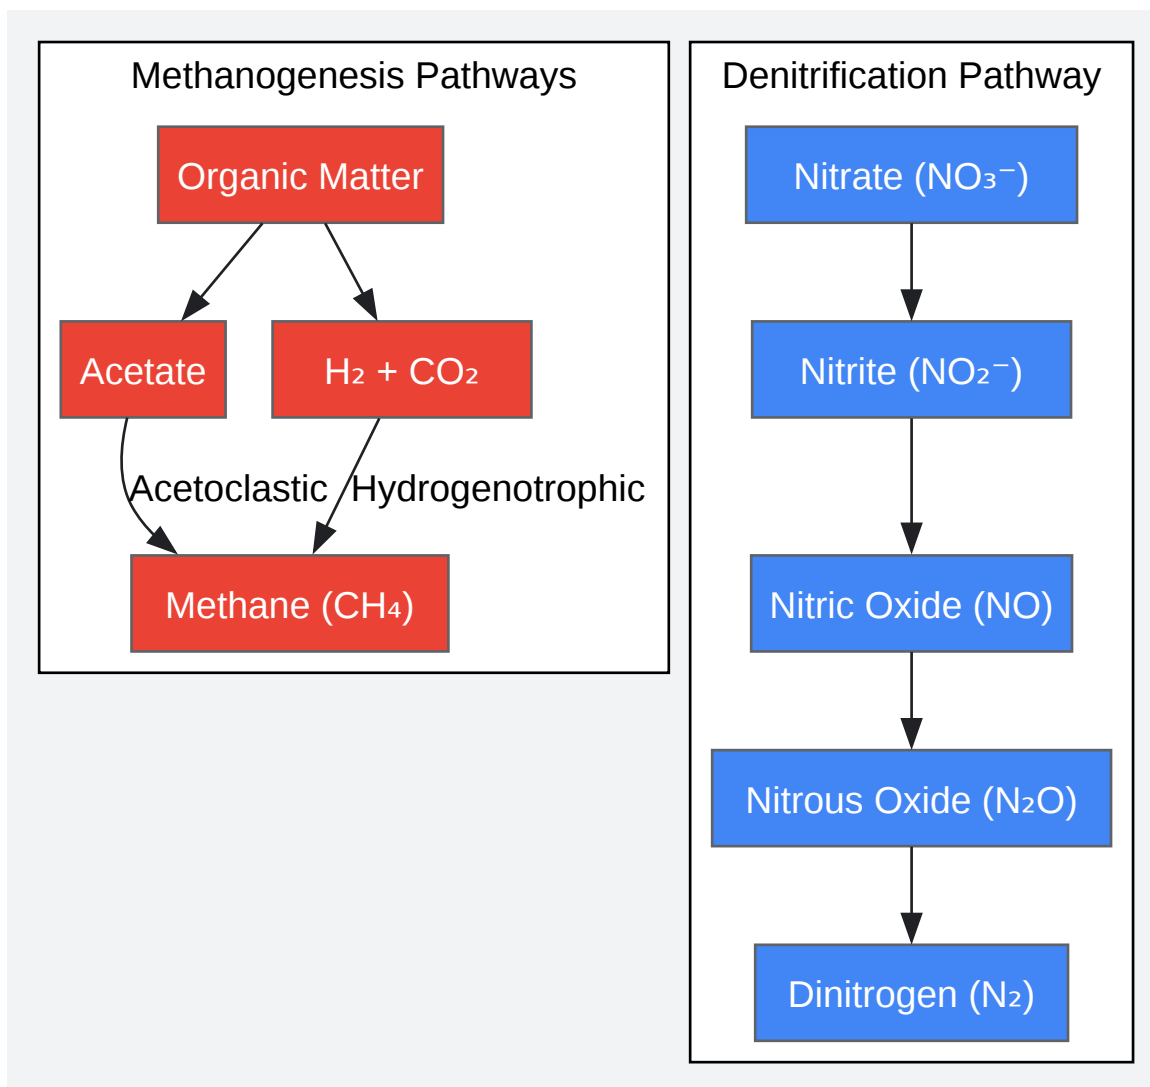 Methanogenesis Pathways
Organic Matter
Acetate
H₂ + CO₂
Acetoclastic
Hydrogenotrophic
Methane (CH₄)
Denitrification Pathway
Nitrate (NO₃⁻)
Nitrite (NO₂⁻)
Nitric Oxide (NO)
Nitrous Oxide (N₂O)
Dinitrogen (N₂)